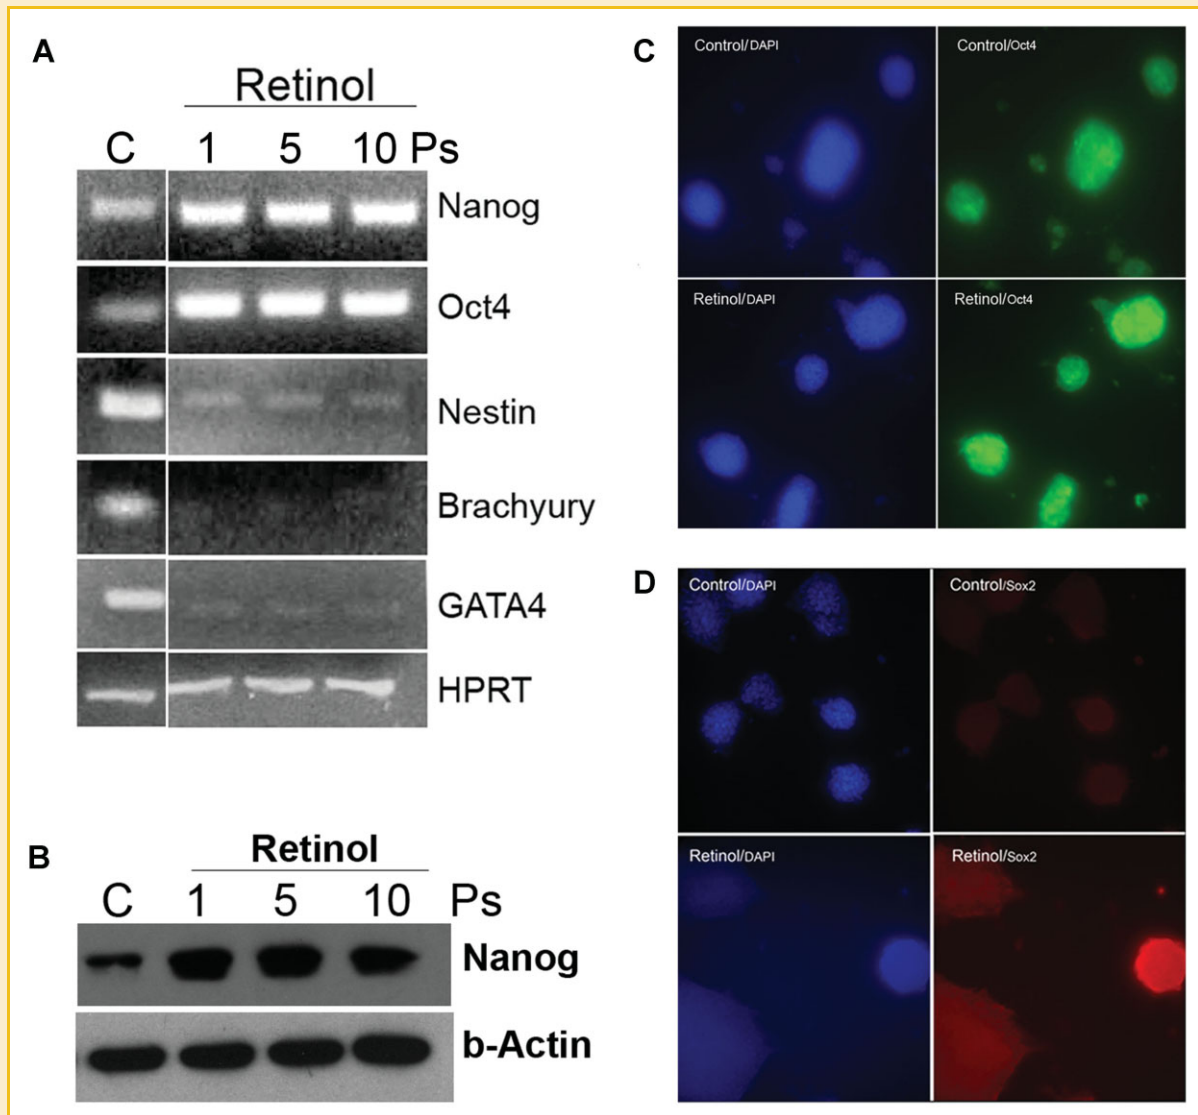 A
Retinol
C 1 5 10 Ps
Nanog
Oct4
Nestin
Brachyury
GATA4
HPRT
B
Retinol
C 1 5 10 Ps
Nanog
b-Actin
C
Control/DAPI
Control/Oct4
Retinol/DAPI
Retinol/Oct4
D
Control/DAPI
Control/Sox2
Retinol/DAPI
Retinol/Sox2